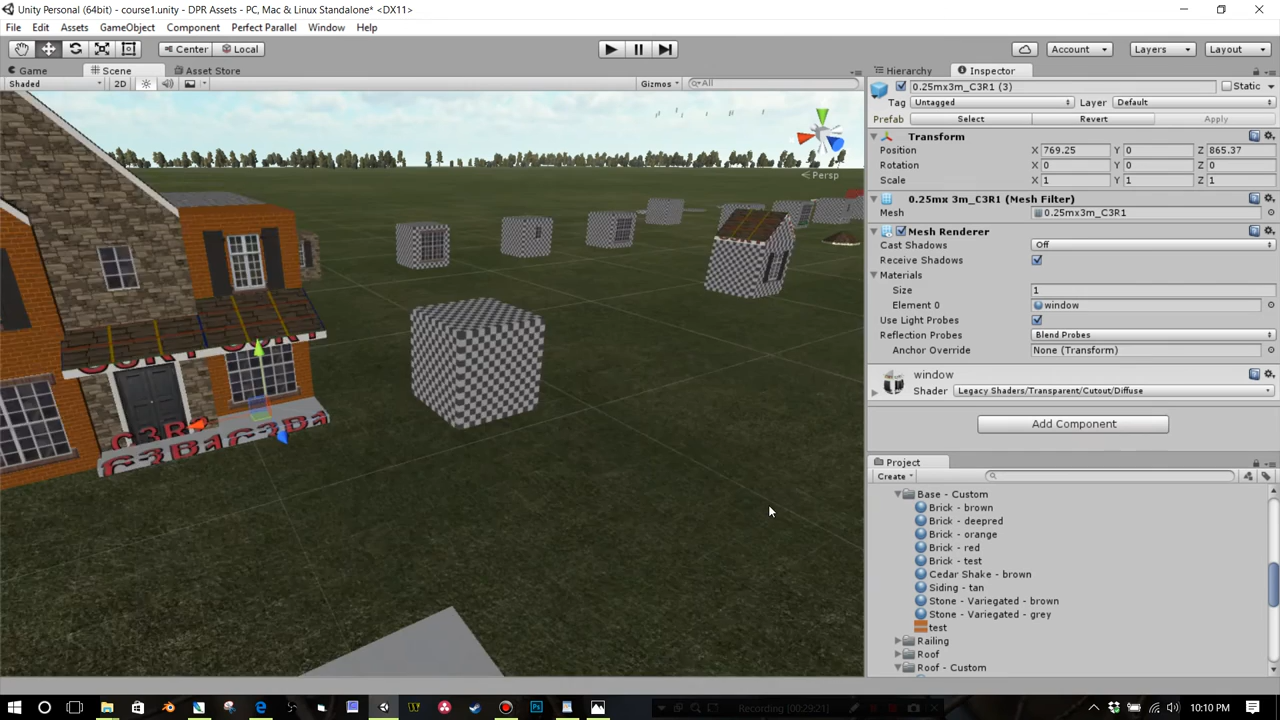 Unity Personal (64bit) - course1.unity - DPR Assets - PC, Mac & Linux Standalone* <DX11>
File Edit Assets GameObject Component Perfect Parallel Window Help
Center Local Account Layers Layout
Game Scene Asset Store Hierarchy Inspector
Shaded 2D Gizmos All
0.25mx3m_C3R1 (3) Static
Tag Untagged Layer Default
Prefab Select Revert Apply
Transform
Position X 769.25 Y 0 Z 865.37
Rotation X 0 Y 0 Z 0
Scale X 1 Y 1 Z 1
0.25mx 3m_C3R1 (Mesh Filter)
Mesh 0.25mx3m_C3R1
Mesh Renderer
Cast Shadows Off
Receive Shadows
Materials
Size 1
Element 0 window
Use Light Probes
Reflection Probes Blend Probes
Anchor Override None (Transform)
window
Shader Legacy Shaders/Transparent/Cutout/Diffuse
Add Component
Persp
C3R1
C3B1C3B1
Project
Create
Base - Custom
Brick - brown
Brick - deepred
Brick - orange
Brick - red
Brick - test
Cedar Shake - brown
Siding - tan
Stone - Variegated - brown
Stone - Variegated - grey
test
Railing
Roof
Roof - Custom
Recording [00:29:21]
10:10 PM